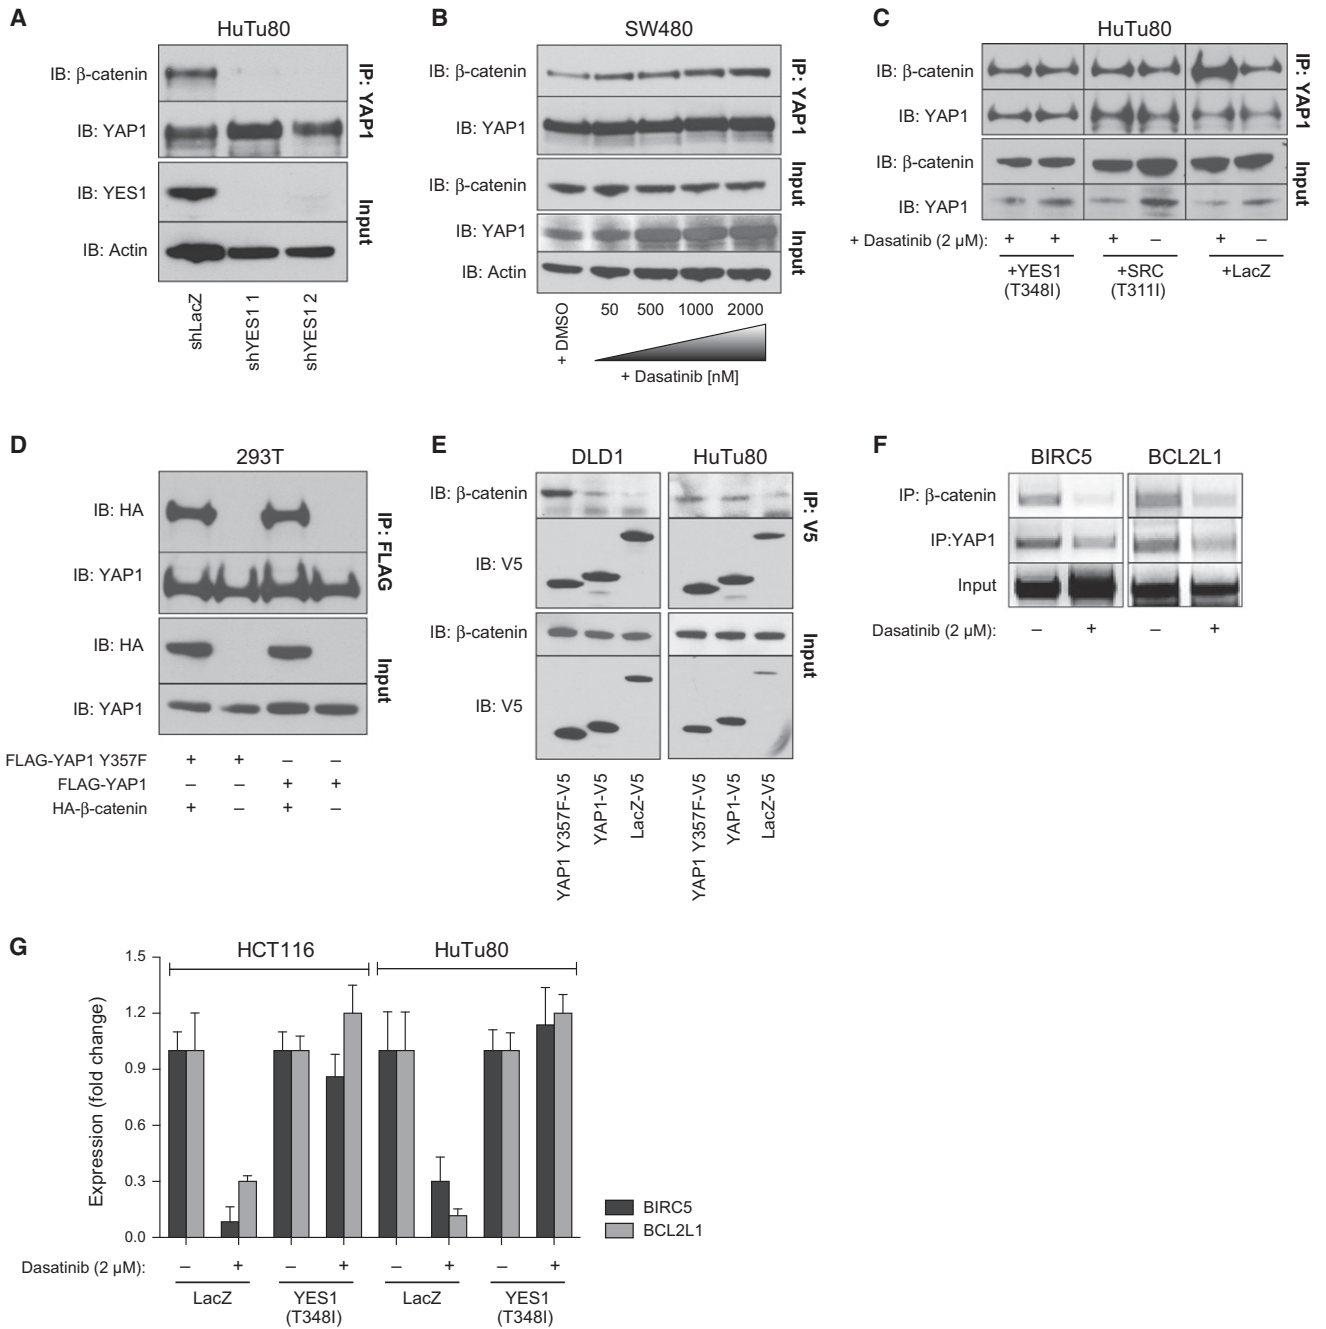 A
HuTu80
IB: β-catenin
IB: YAP1
IP: YAP1
IB: YES1
IB: Actin
Input
shLacZ
shYES1 1
shYES1 2
B
SW480
IB: β-catenin
IB: YAP1
IP: YAP1
IB: β-catenin
Input
IB: YAP1
IB: Actin
Input
+ DMSO
50 500 1000 2000
+ Dasatinib [nM]
C
HuTu80
IB: β-catenin
IB: YAP1
IP: YAP1
IB: β-catenin
IB: YAP1
Input
+ Dasatinib (2 µM): + + + – + –
+YES1 (T348I)
+SRC (T311I)
+LacZ
D
293T
IB: HA
IB: YAP1
IP: FLAG
IB: HA
IB: YAP1
Input
FLAG-YAP1 Y357F + + – –
FLAG-YAP1 – – + +
HA-β-catenin + – + –
E
DLD1 HuTu80
IB: β-catenin
IB: V5
IP: V5
IB: β-catenin
IB: V5
Input
YAP1 Y357F-V5
YAP1-V5
LacZ-V5
YAP1 Y357F-V5
YAP1-V5
LacZ-V5
F
BIRC5 BCL2L1
IP: β-catenin
IP:YAP1
Input
Dasatinib (2 µM): – + – +
G
HCT116 HuTu80
Expression (fold change)
1.5
1.2
0.9
0.6
0.3
0.0
BIRC5
BCL2L1
Dasatinib (2 µM): – + – + – + – +
LacZ YES1 LacZ YES1
(T348I) (T348I)